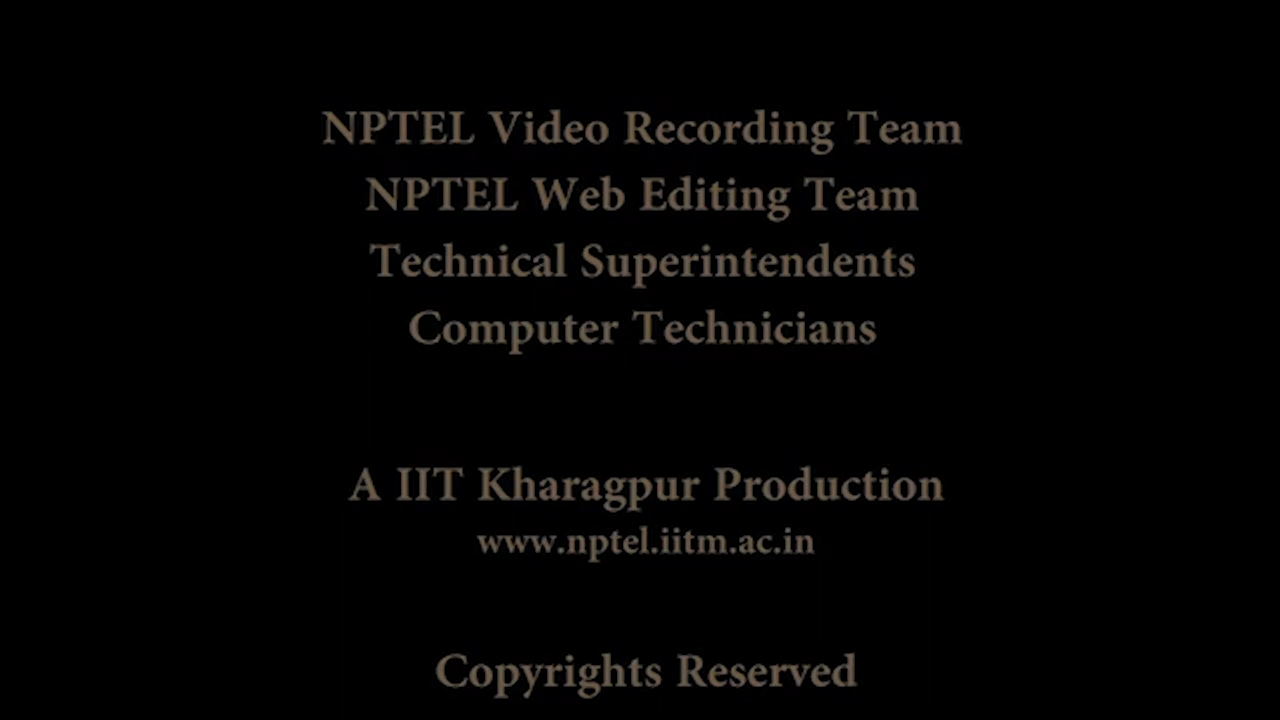 NPTEL Video Recording Team
NPTEL Web Editing Team
Technical Superintendents
Computer Technicians
A IIT Kharagpur Production
www.nptel.iitm.ac.in
Copyrights Reserved